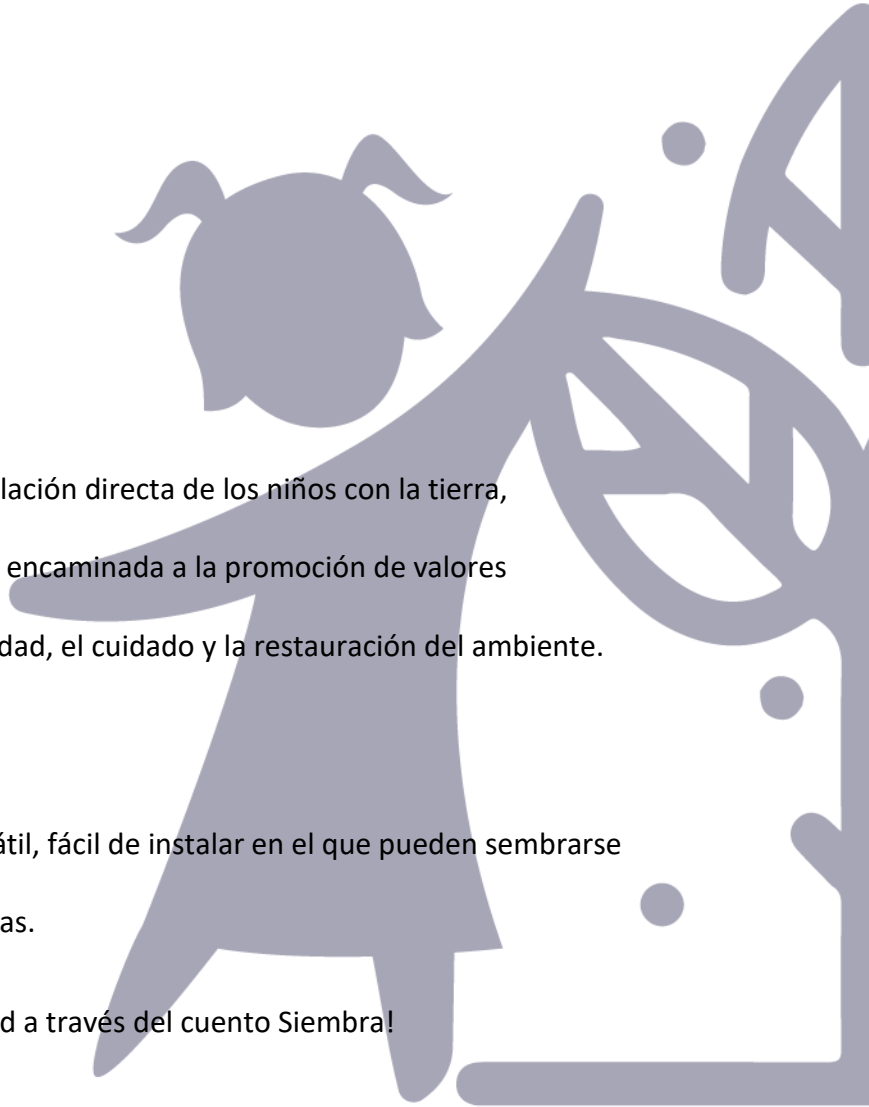 lación directa de los niños con la tierra,
encaminada a la promoción de valores
dad, el cuidado y la restauración del ambiente.
átil, fácil de instalar en el que pueden sembrarse
as.
d a través del cuento Siembra!